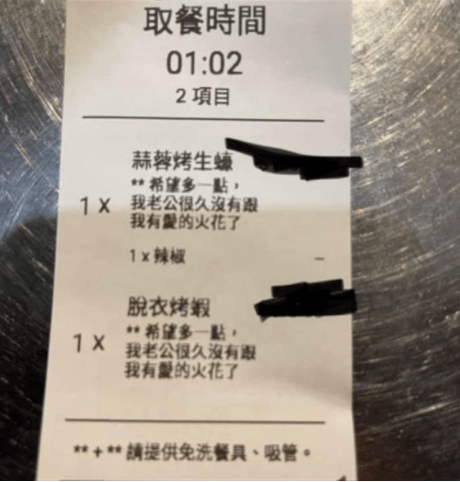 取餐時間
01:02
2 項目
蒜蓉烤生蠔
** 希望多一點，
1 x 我老公很久沒有跟
我有愛的火花了
1 x 辣椒 –
脫衣烤蝦
** 希望多一點，
1 x 我老公很久沒有跟
我有愛的火花了
** + ** 請提供免洗餐具、吸管。